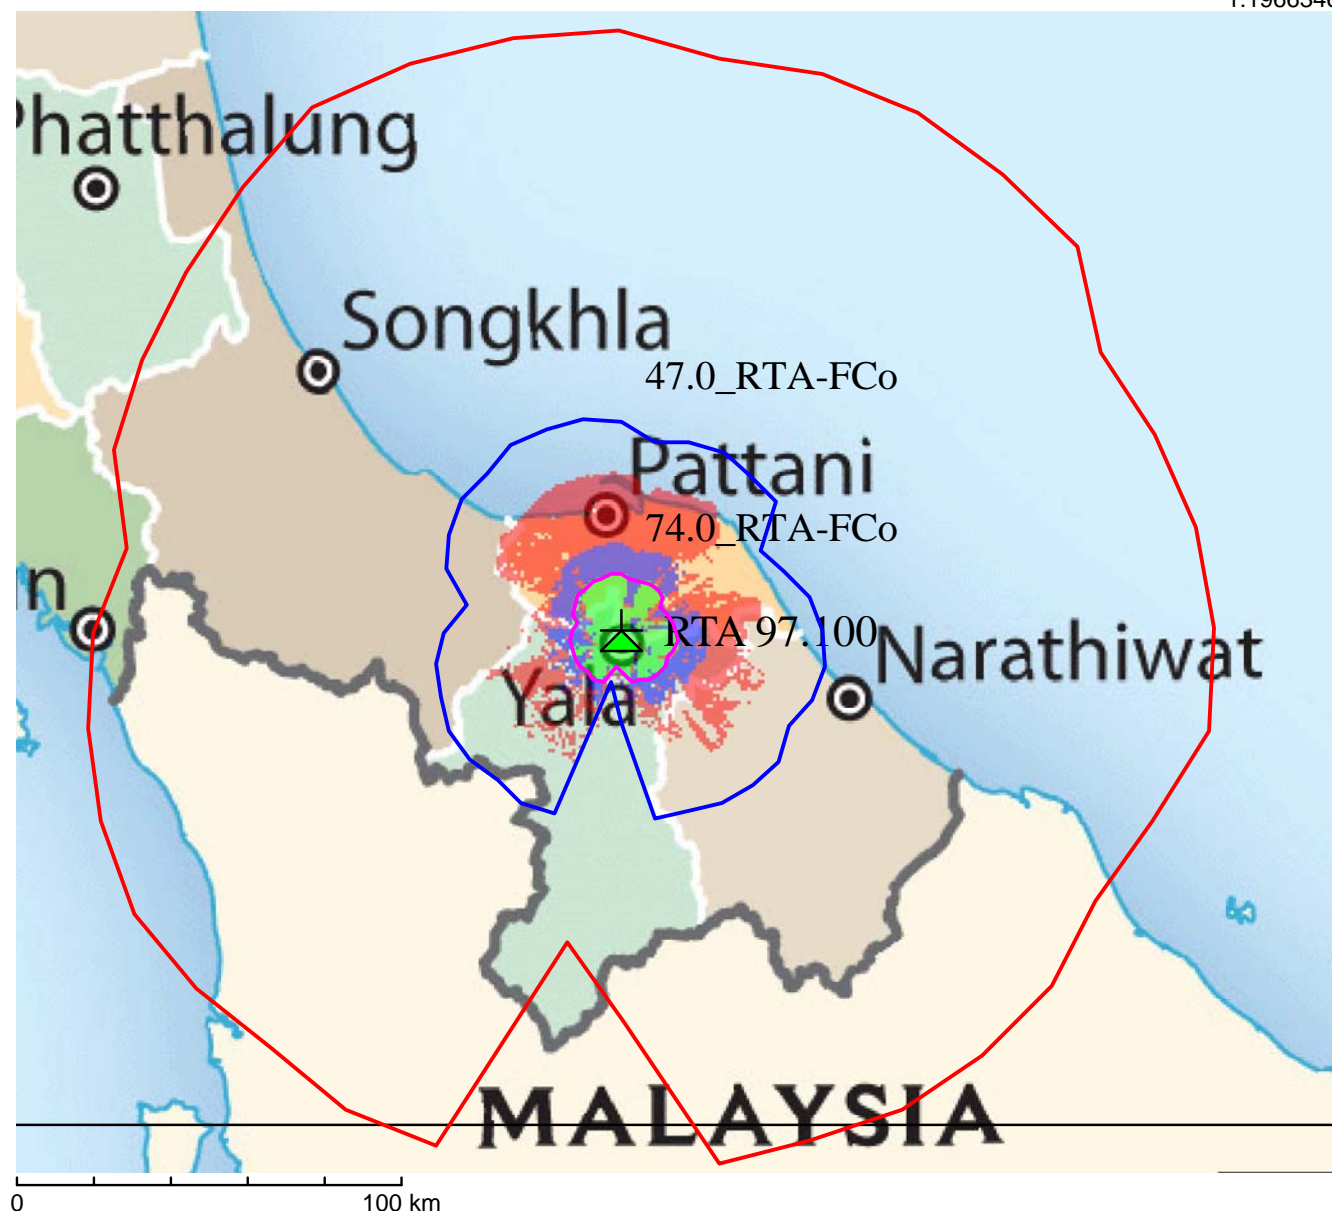 Phatthalung
Songkhla
47.0_RTA-FCo
Pattani
74.0_RTA-FCo
n
RTA 97.100
Narathiwat
Yala
MALAYSIA
0
100 km